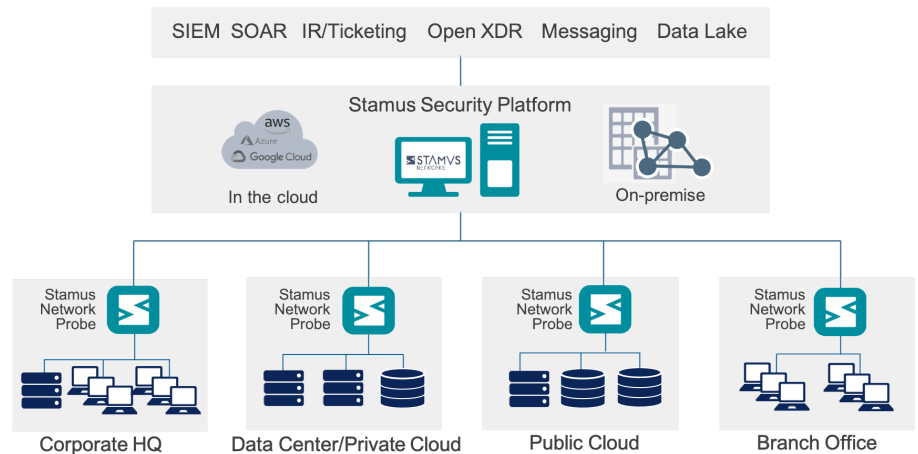 SIEM SOAR IR/Ticketing Open XDR Messaging Data Lake
Stamus Security Platform
aws
Azure
Google Cloud
In the cloud
STAMVS
NETWORKS
On-premise
Stamus
Network
Probe
Corporate HQ
Stamus
Network
Probe
Data Center/Private Cloud
Stamus
Network
Probe
Public Cloud
Stamus
Network
Probe
Branch Office